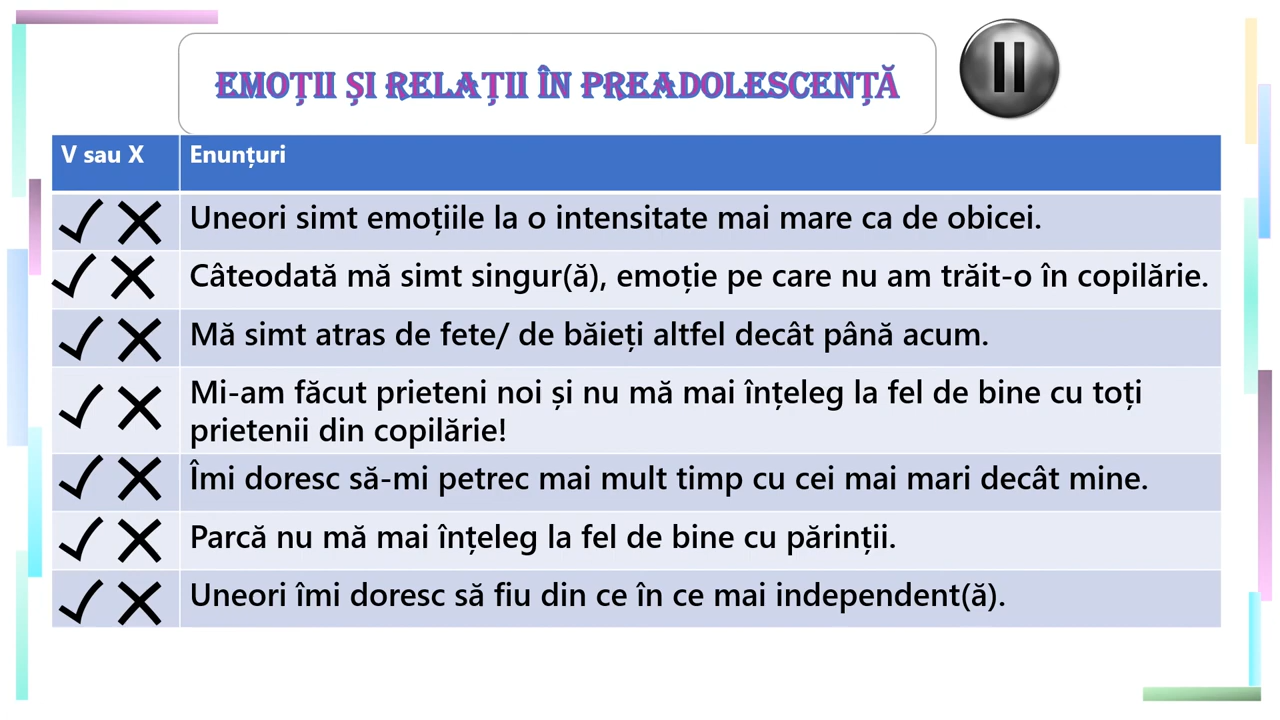 EMOȚII ȘI RELAȚII ÎN PREADOLESCENȚĂ
V sau X
Enunțuri
Uneori simt emoțiile la o intensitate mai mare ca de obicei.
Câteodată mă simt singur(ă), emoție pe care nu am trăit-o în copilărie.
Mă simt atras de fete/ de băieți altfel decât până acum.
Mi-am făcut prieteni noi și nu mă mai înțeleg la fel de bine cu toți
prietenii din copilărie!
Îmi doresc să-mi petrec mai mult timp cu cei mai mari decât mine.
Parcă nu mă mai înțeleg la fel de bine cu părinții.
Uneori îmi doresc să fiu din ce în ce mai independent(ă).